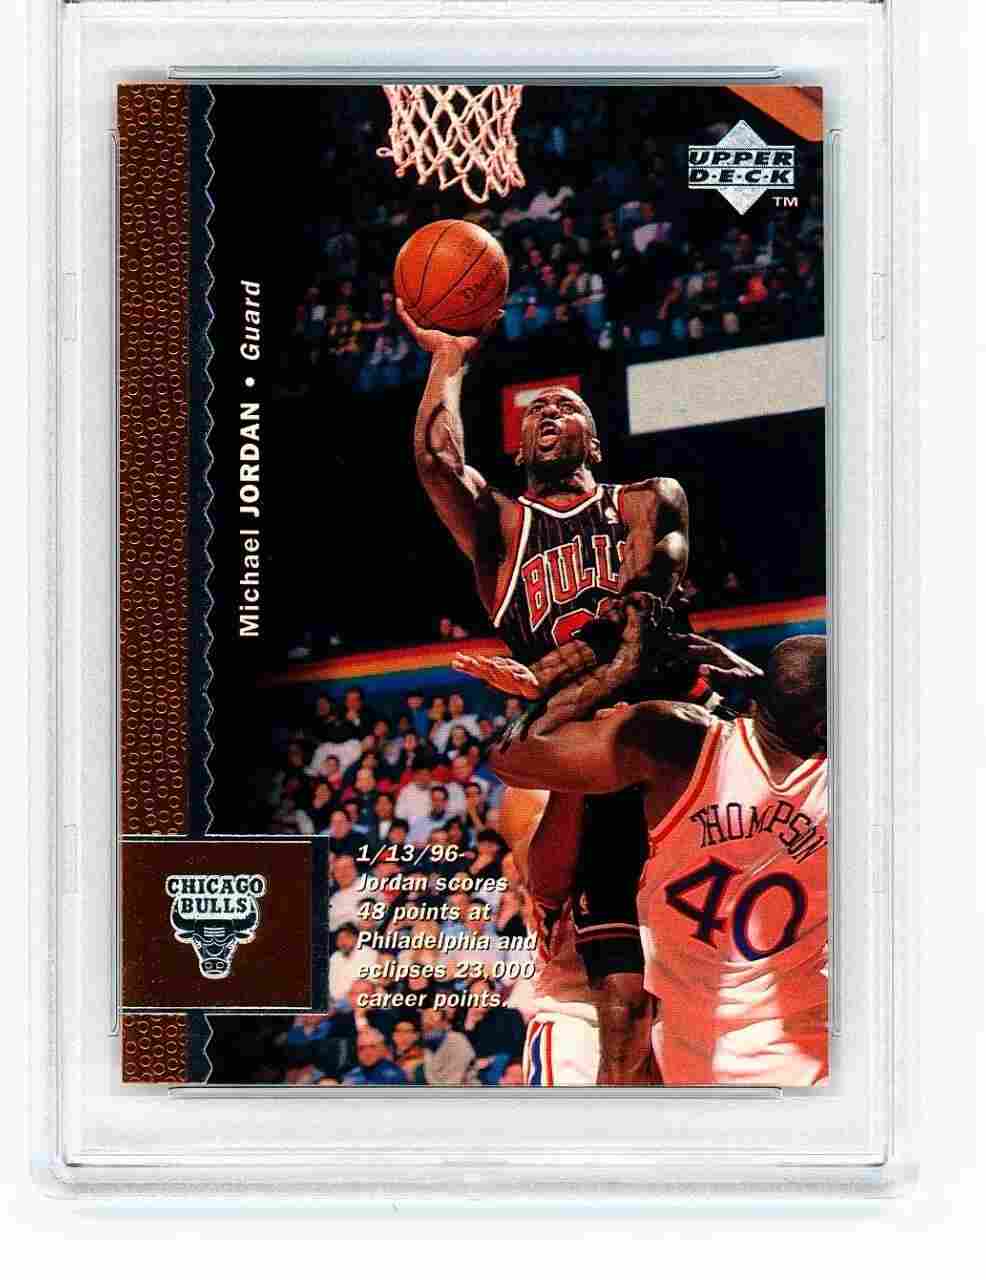 UPPER
D·E·C·K
TM
Michael JORDAN • Guard
BULLS
THOMPSON
40
CHICAGO
BULLS
1/13/96-
Jordan scores
48 points at
Philadelphia and
eclipses 23,000
career points.